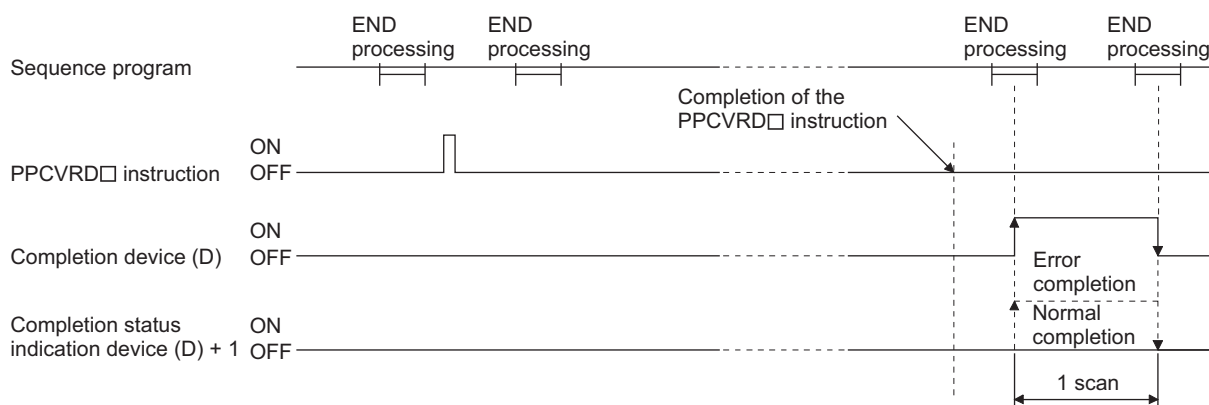 END
processing
END
processing
END
processing
END
processing
Sequence program
Completion of the
PPCVRD□ instruction
ON
PPCVRD□ instruction OFF
ON
Completion device (D) OFF
Error
completion
Completion status ON
indication device (D) + 1 OFF
Normal
completion
1 scan